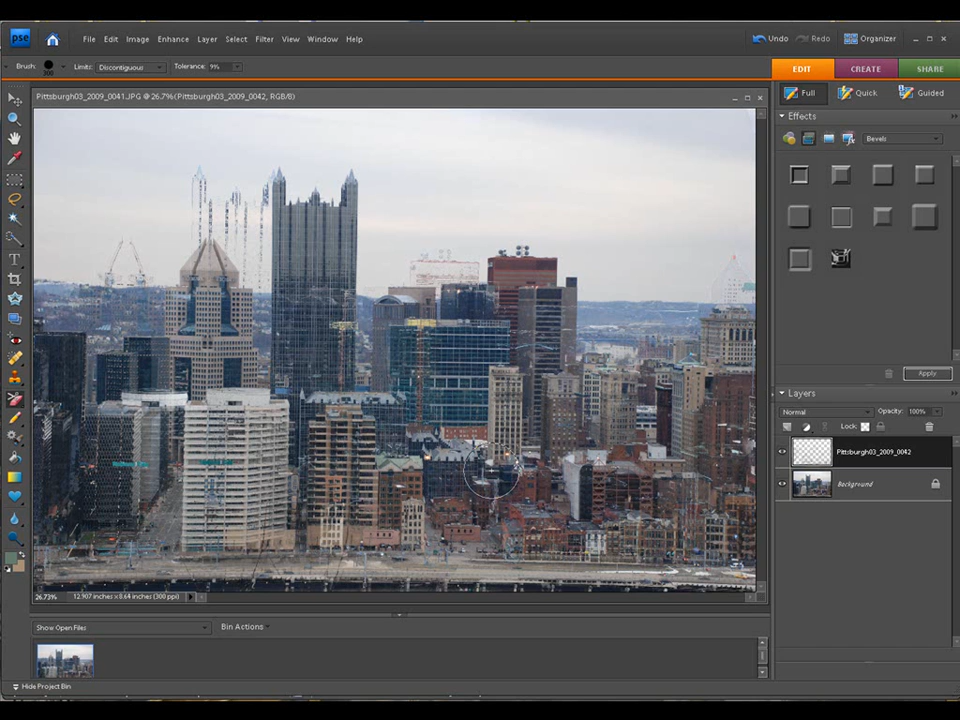 pse File Edit Image Enhance Layer Select Filter View Window Help Undo Redo Organizer
Brush: 300 Limits: Discontiguous Tolerance: 9% EDIT CREATE SHARE
Pittsburgh03_2009_0041.JPG @ 26.7% (Pittsburgh03_2009_0042, RGB/8)
Full Quick Guided
Effects
Bevels
Apply
Layers
Normal Opacity: 100%
Lock:
Pittsburgh03_2009_0042
Background
26.73% 12.907 inches x 8.64 inches (300 ppi)
Show Open Files Bin Actions
Hide Project Bin